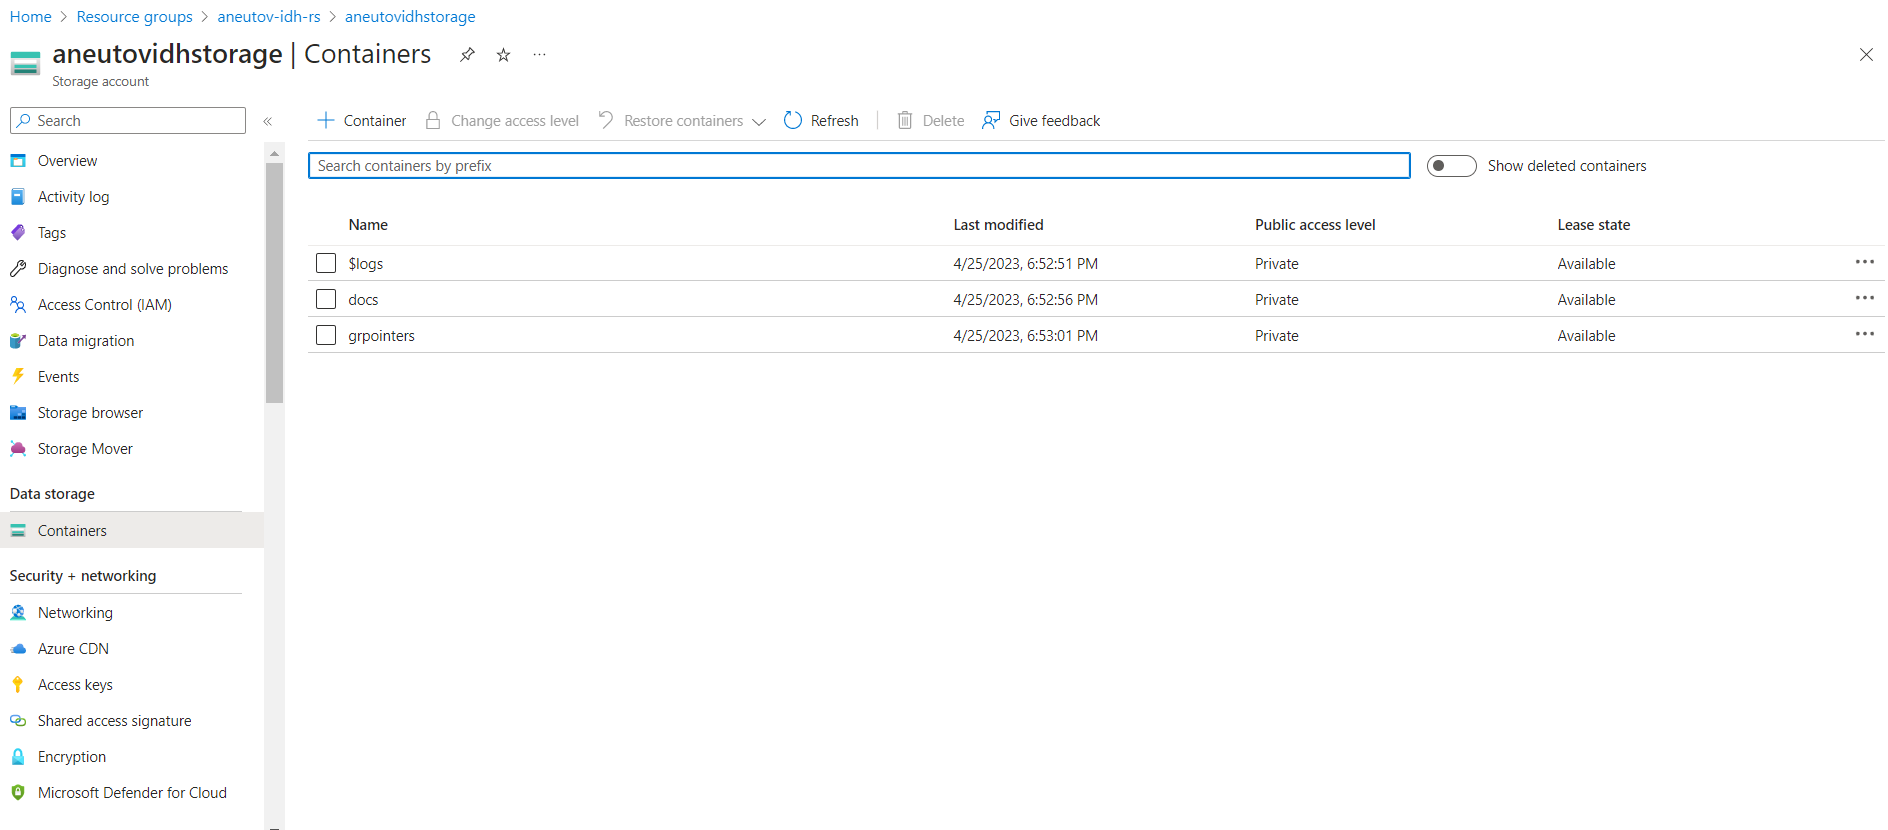 Home > Resource groups > aneutov-idh-rs > aneutovidhstorage
aneutovidhstorage | Containers
Storage account
Search
Overview
Activity log
Tags
Diagnose and solve problems
Access Control (IAM)
Data migration
Events
Storage browser
Storage Mover
Data storage
Containers
Security + networking
Networking
Azure CDN
Access keys
Shared access signature
Encryption
Microsoft Defender for Cloud
Container Change access level Restore containers Refresh Delete Give feedback
Search containers by prefix Show deleted containers
Name Last modified Public access level Lease state
$logs 4/25/2023, 6:52:51 PM Private Available
docs 4/25/2023, 6:52:56 PM Private Available
grpointers 4/25/2023, 6:53:01 PM Private Available